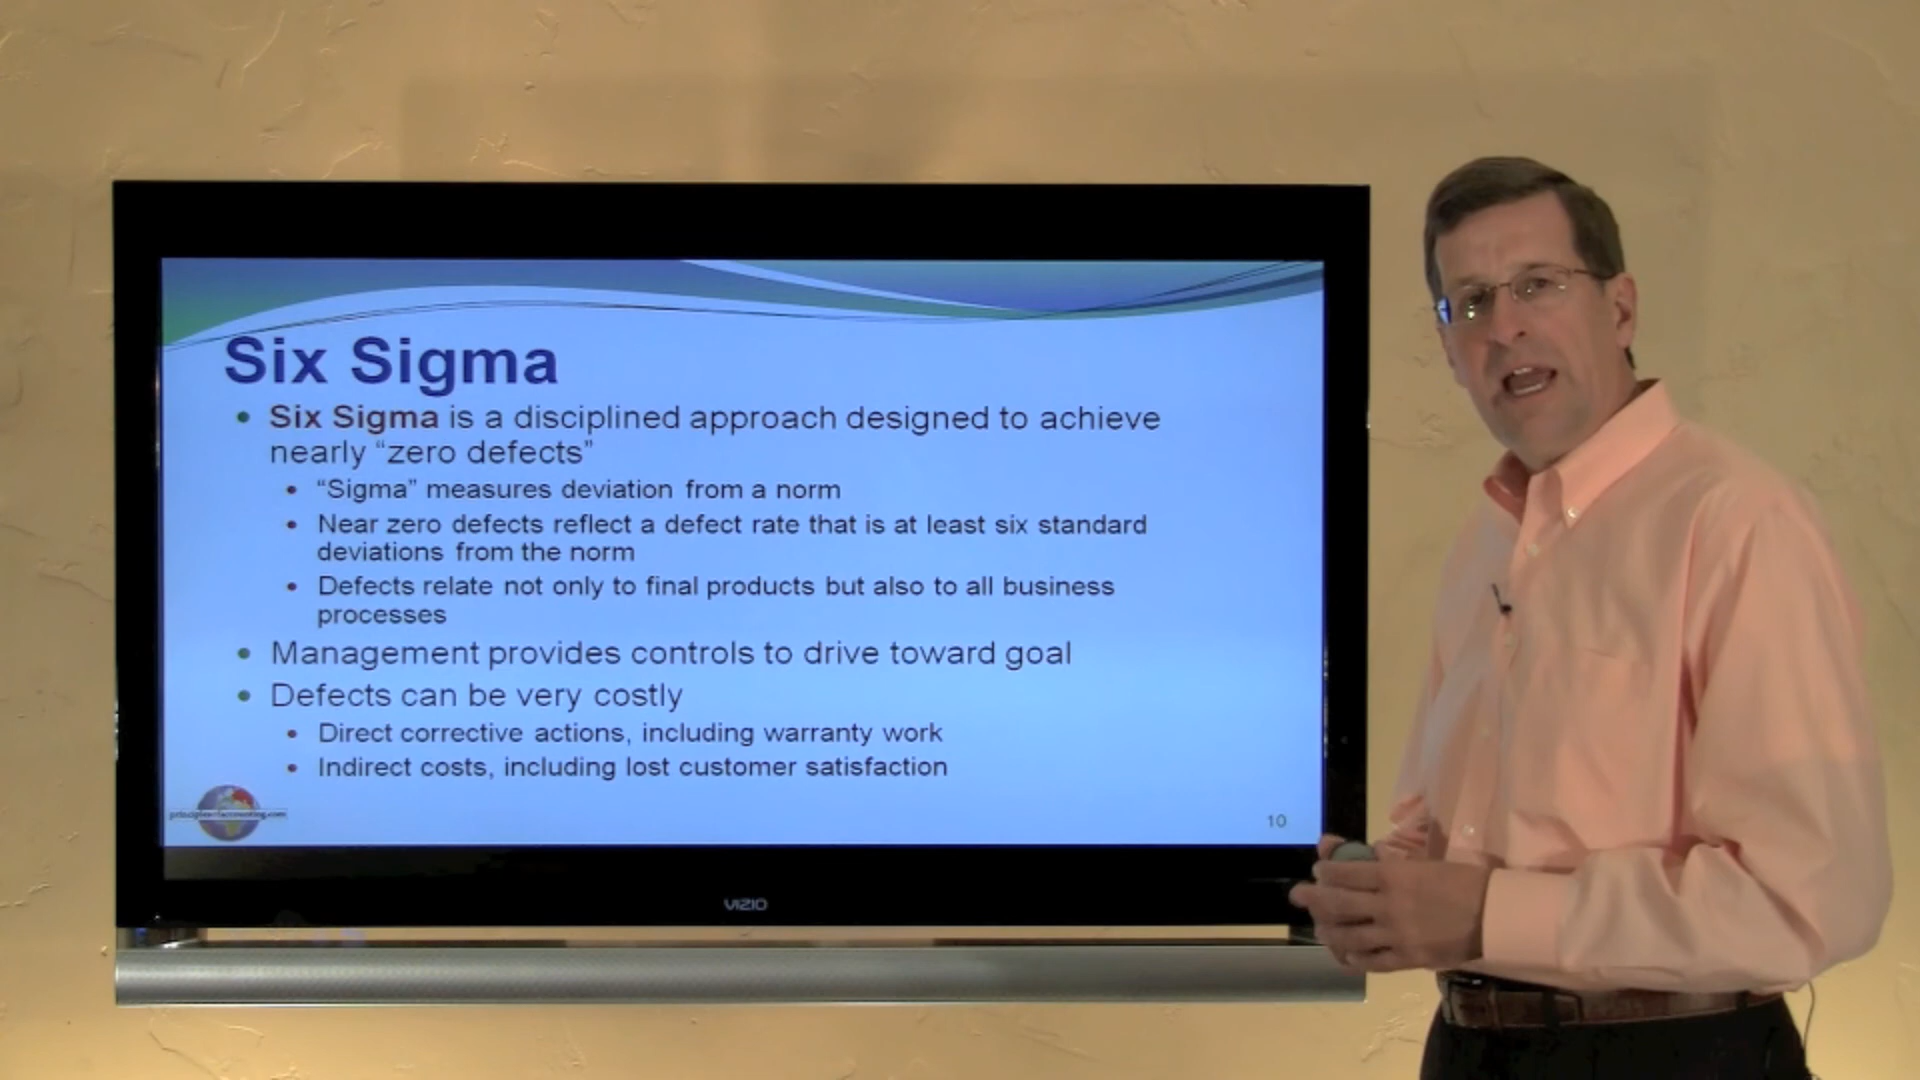 Six Sigma
Six Sigma is a disciplined approach designed to achieve
nearly “zero defects”
“Sigma” measures deviation from a norm
Near zero defects reflect a defect rate that is at least six standard
deviations from the norm
Defects relate not only to final products but also to all business
processes
Management provides controls to drive toward goal
Defects can be very costly
Direct corrective actions, including warranty work
Indirect costs, including lost customer satisfaction
principlesofaccounting.com
10
VIZIO